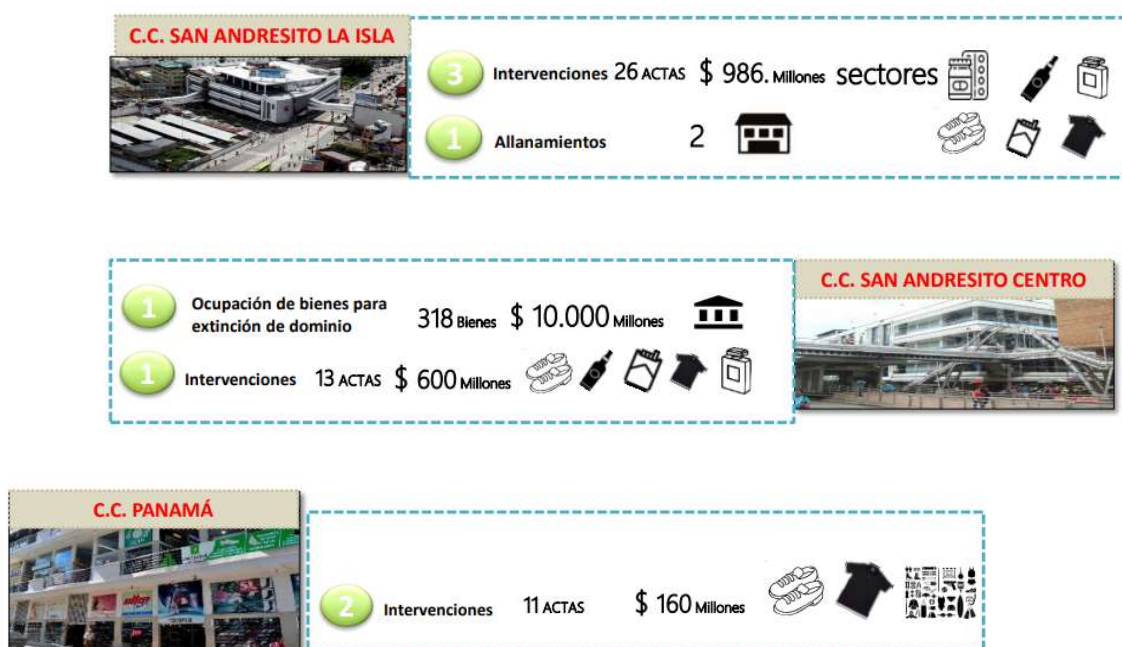 C.C. SAN ANDRESITO LA ISLA
3 Intervenciones 26 ACTAS $ 986. Millones sectores
1 Allanamientos 2
C.C. SAN ANDRESITO CENTRO
1 Ocupación de bienes para
extinción de dominio 318 Bienes $ 10.000 Millones
1 Intervenciones 13 ACTAS $ 600 Millones
C.C. PANAMÁ
2 Intervenciones 11 ACTAS $ 160 Millones